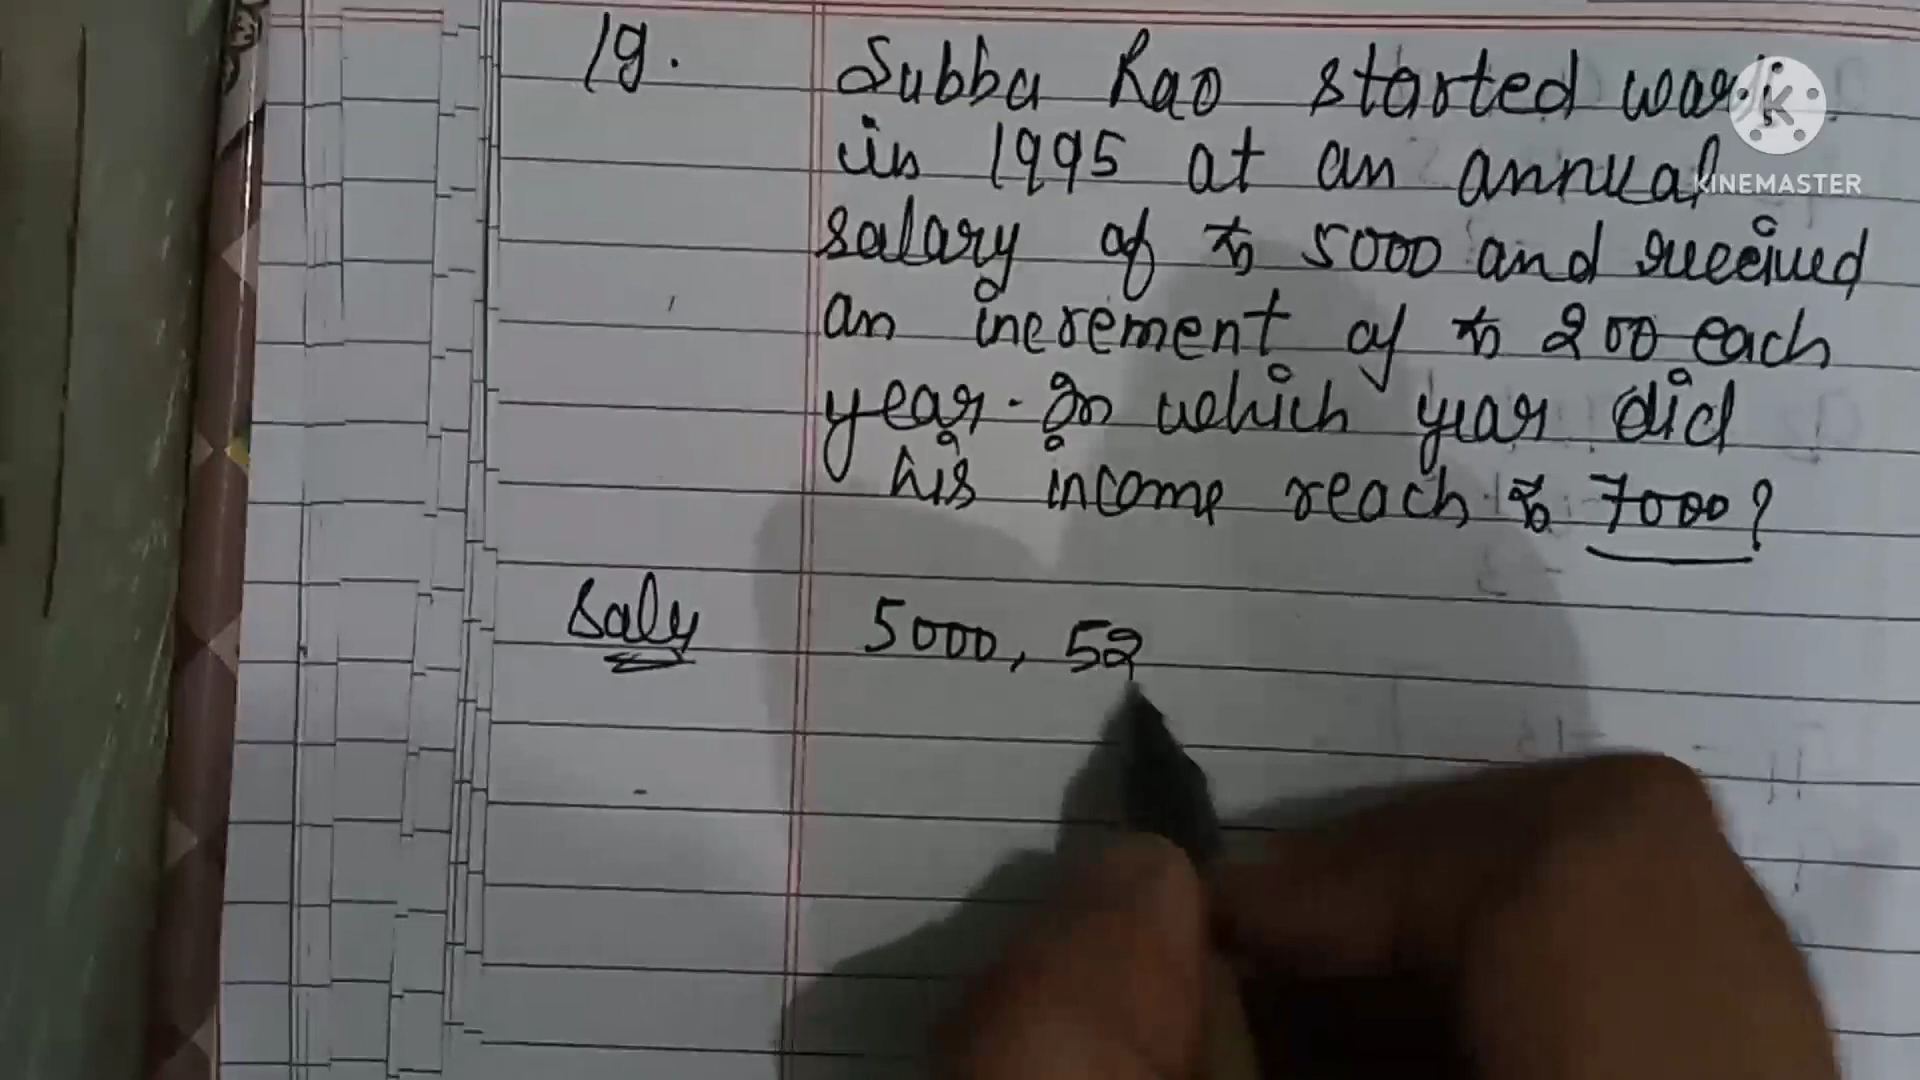 19. Subba Rao started work
in 1995 at an annual
salary of ₹ 5000 and received
an increment of ₹ 200 each
year. In which year did
his income reach ₹ 7000?
5000, 52
KINEMASTER